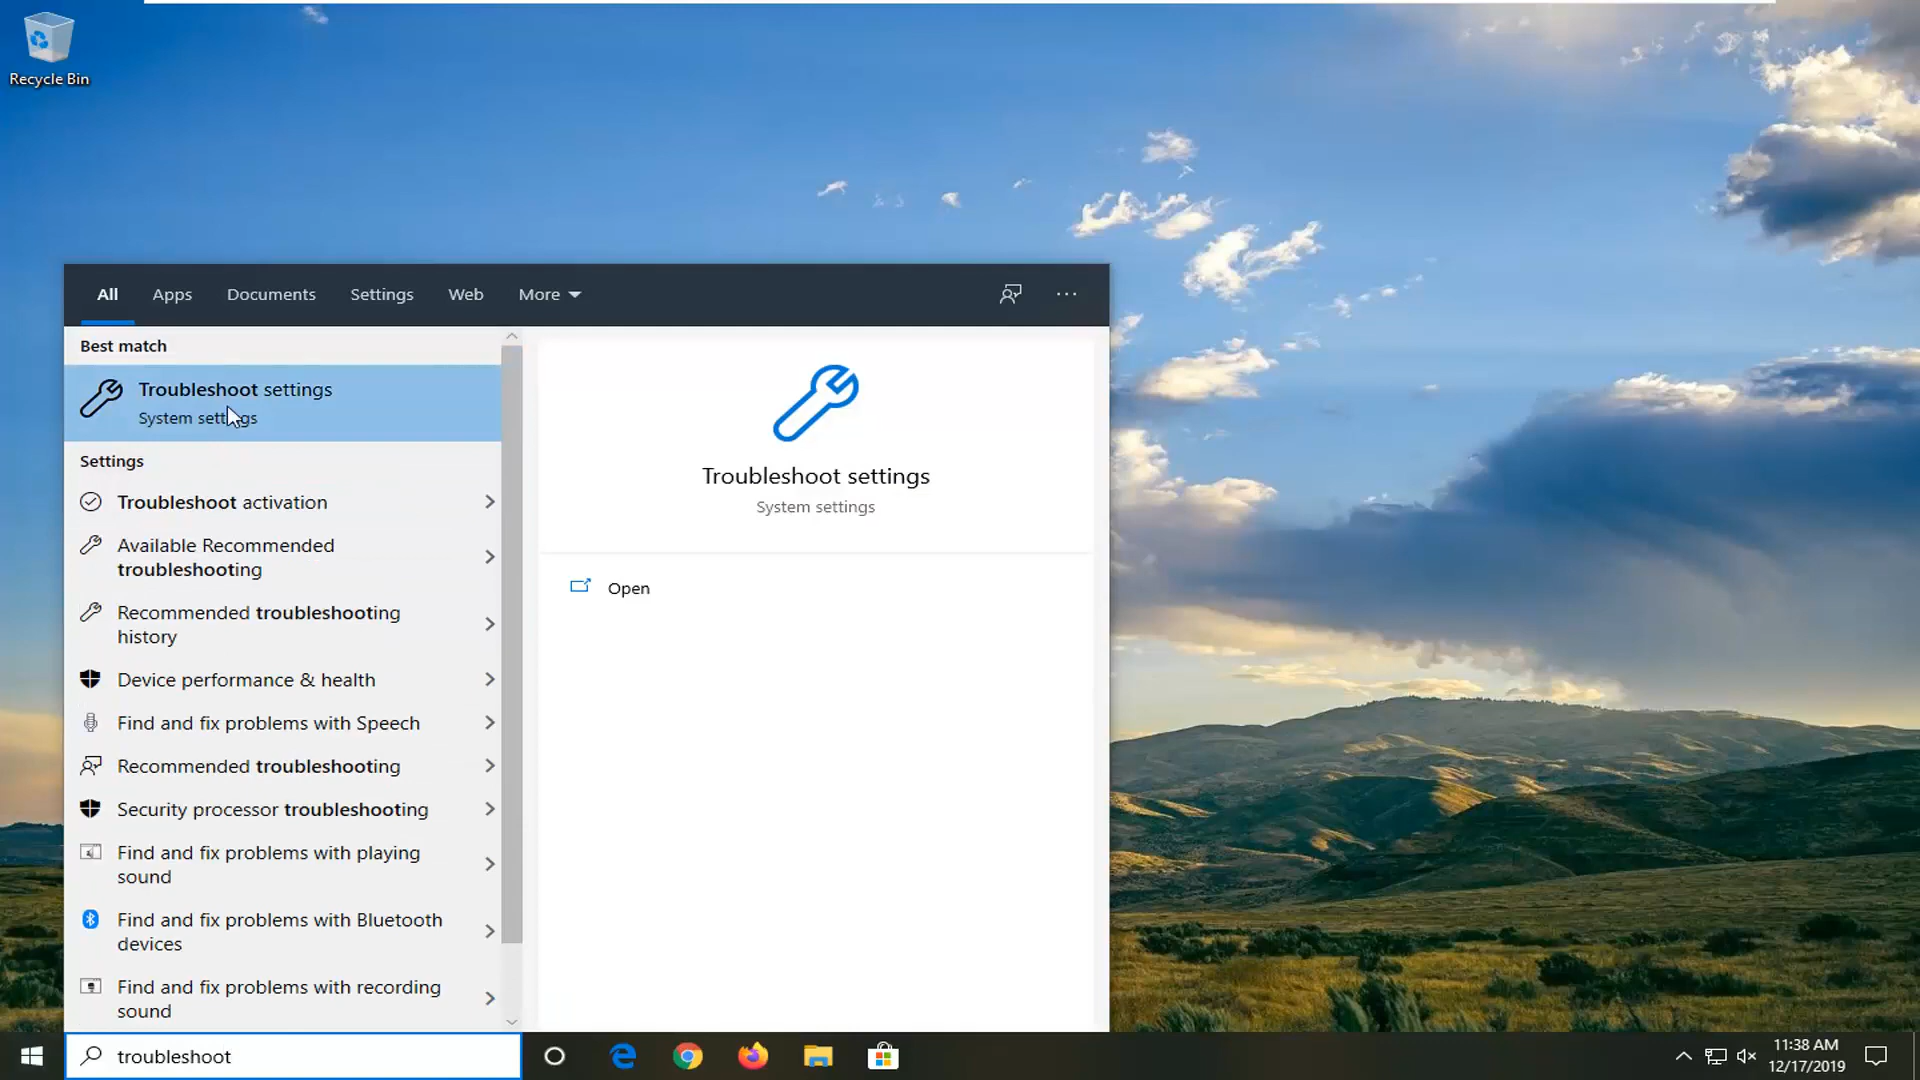 Recycle Bin
All
Apps
Documents
Settings
Web
More
Best match
Troubleshoot settings
System settings
Settings
Troubleshoot activation
Available Recommended
troubleshooting
Recommended troubleshooting
history
Device performance & health
Find and fix problems with Speech
Recommended troubleshooting
Security processor troubleshooting
Find and fix problems with playing
sound
Find and fix problems with Bluetooth
devices
Find and fix problems with recording
sound
Troubleshoot settings
System settings
Open
troubleshoot
11:38 AM
12/17/2019